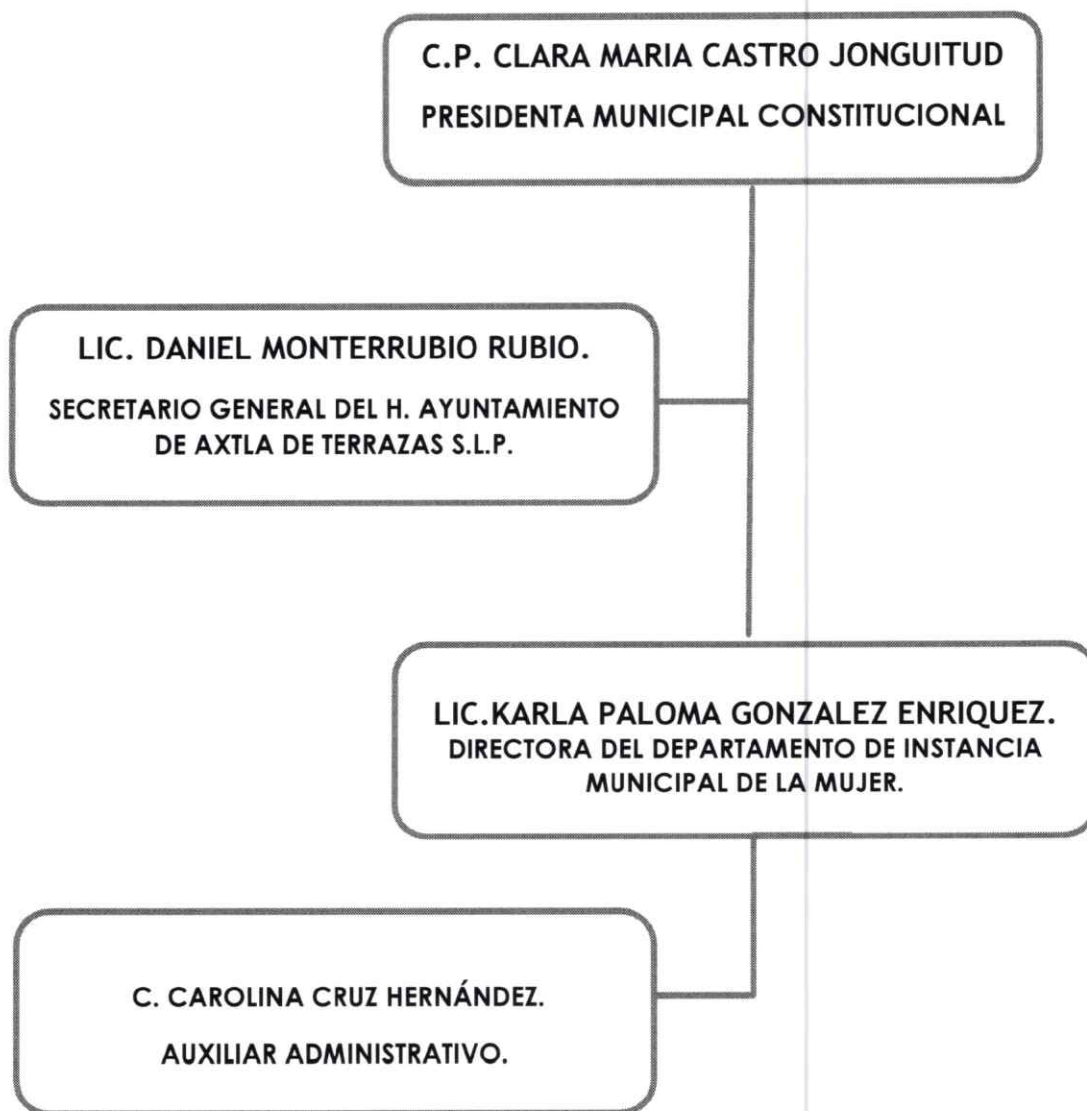 C.P. CLARA MARIA CASTRO JONGUITUD
PRESIDENTA MUNICIPAL CONSTITUCIONAL
LIC. DANIEL MONTERRUBIO RUBIO.
SECRETARIO GENERAL DEL H. AYUNTAMIENTO
DE AXTLA DE TERRAZAS S.L.P.
LIC.KARLA PALOMA GONZALEZ ENRIQUEZ.
DIRECTORA DEL DEPARTAMENTO DE INSTANCIA
MUNICIPAL DE LA MUJER.
C. CAROLINA CRUZ HERNÁNDEZ.
AUXILIAR ADMINISTRATIVO.